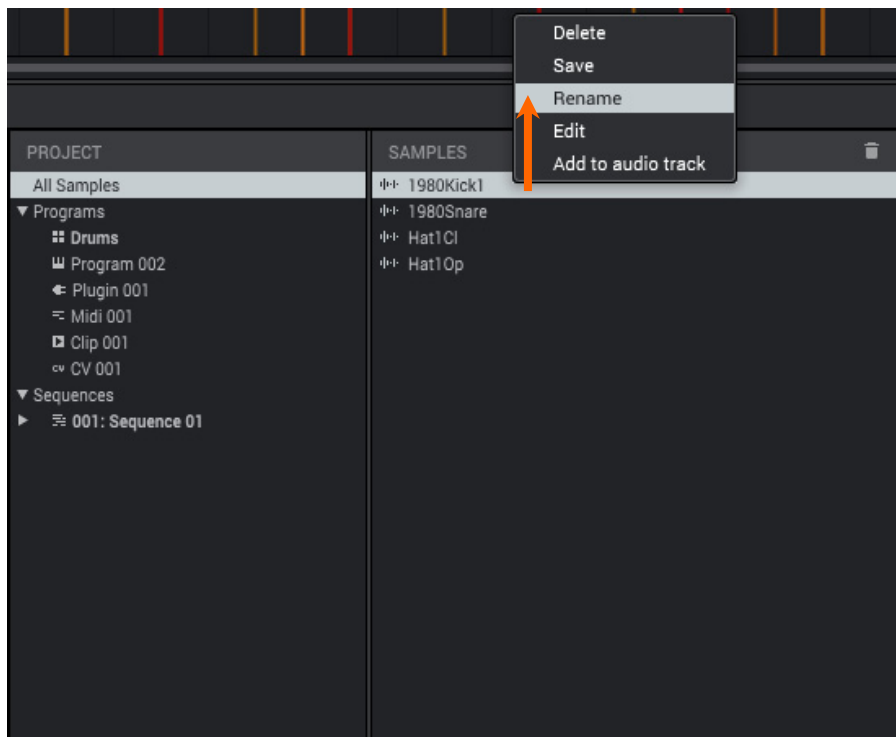 Delete
Save
Rename
Edit
Add to audio track
PROJECT
SAMPLES
All Samples
1980Kick1
Programs
1980Snare
Drums
Hat1Cl
Program 002
Hat1Op
Plugin 001
Midi 001
Clip 001
CV CV 001
Sequences
001: Sequence 01